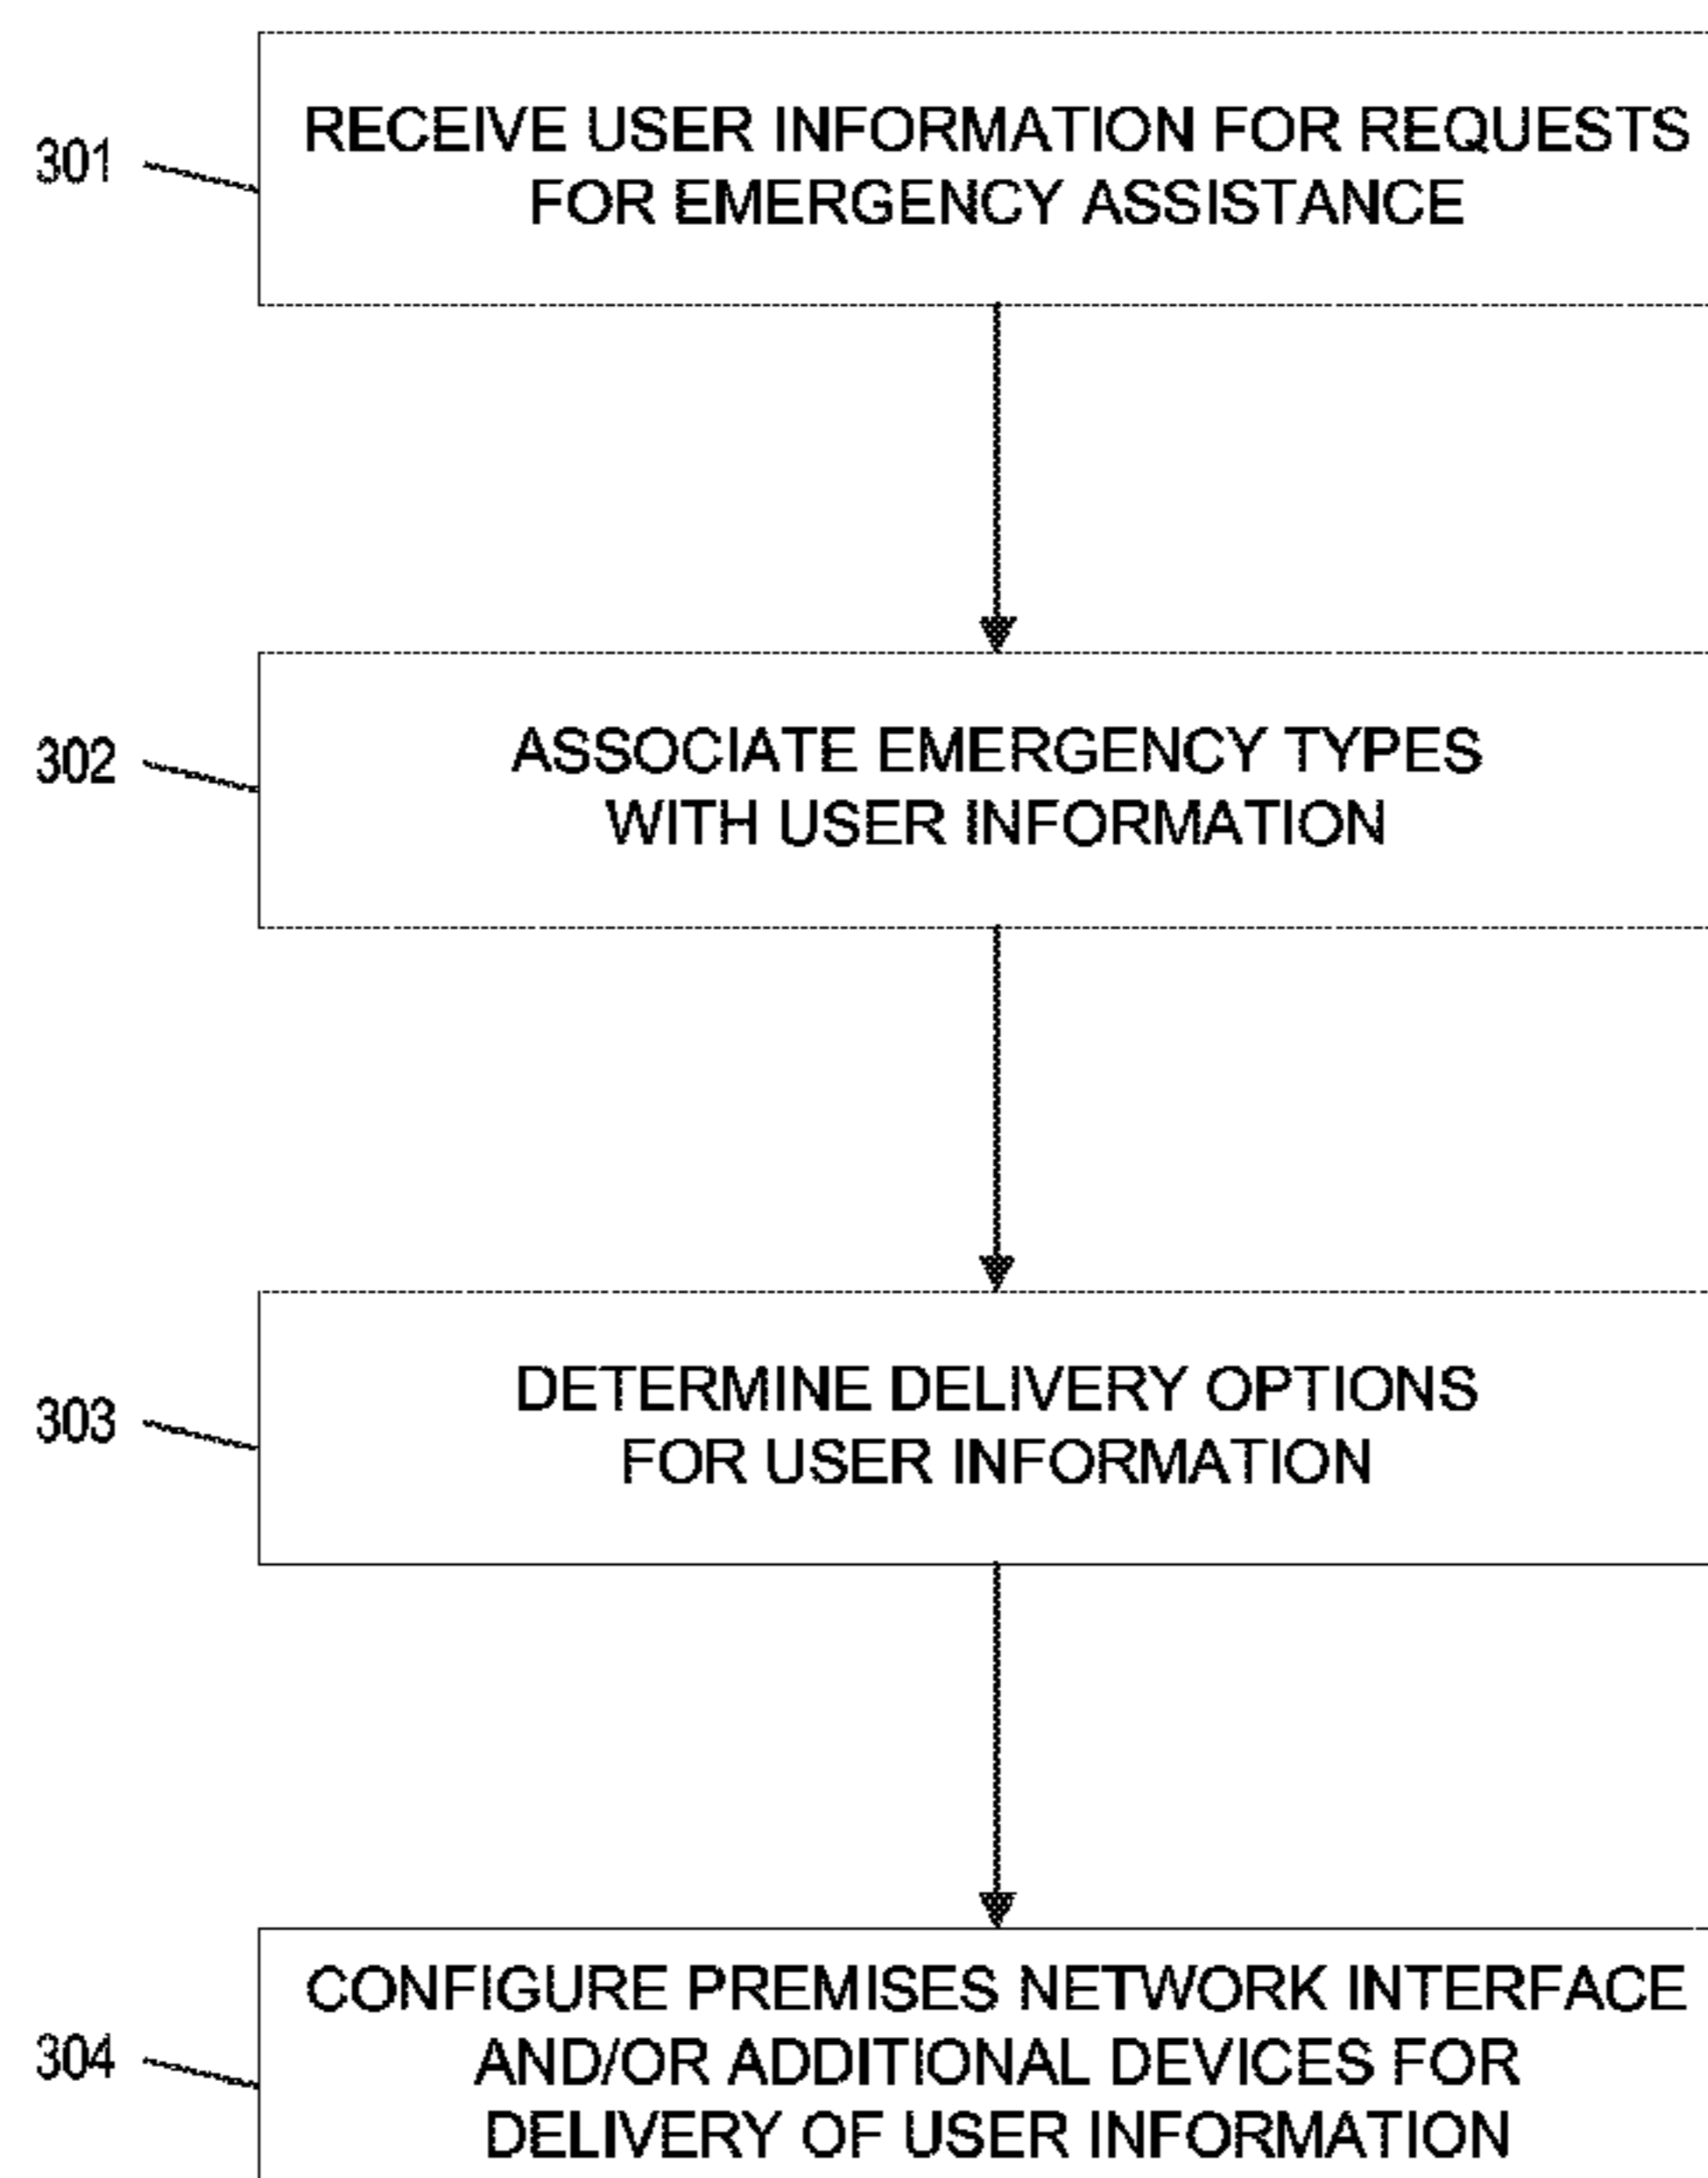 301
RECEIVE USER INFORMATION FOR REQUESTS
FOR EMERGENCY ASSISTANCE
302
ASSOCIATE EMERGENCY TYPES
WITH USER INFORMATION
303
DETERMINE DELIVERY OPTIONS
FOR USER INFORMATION
304
CONFIGURE PREMISES NETWORK INTERFACE
AND/OR ADDITIONAL DEVICES FOR
DELIVERY OF USER INFORMATION